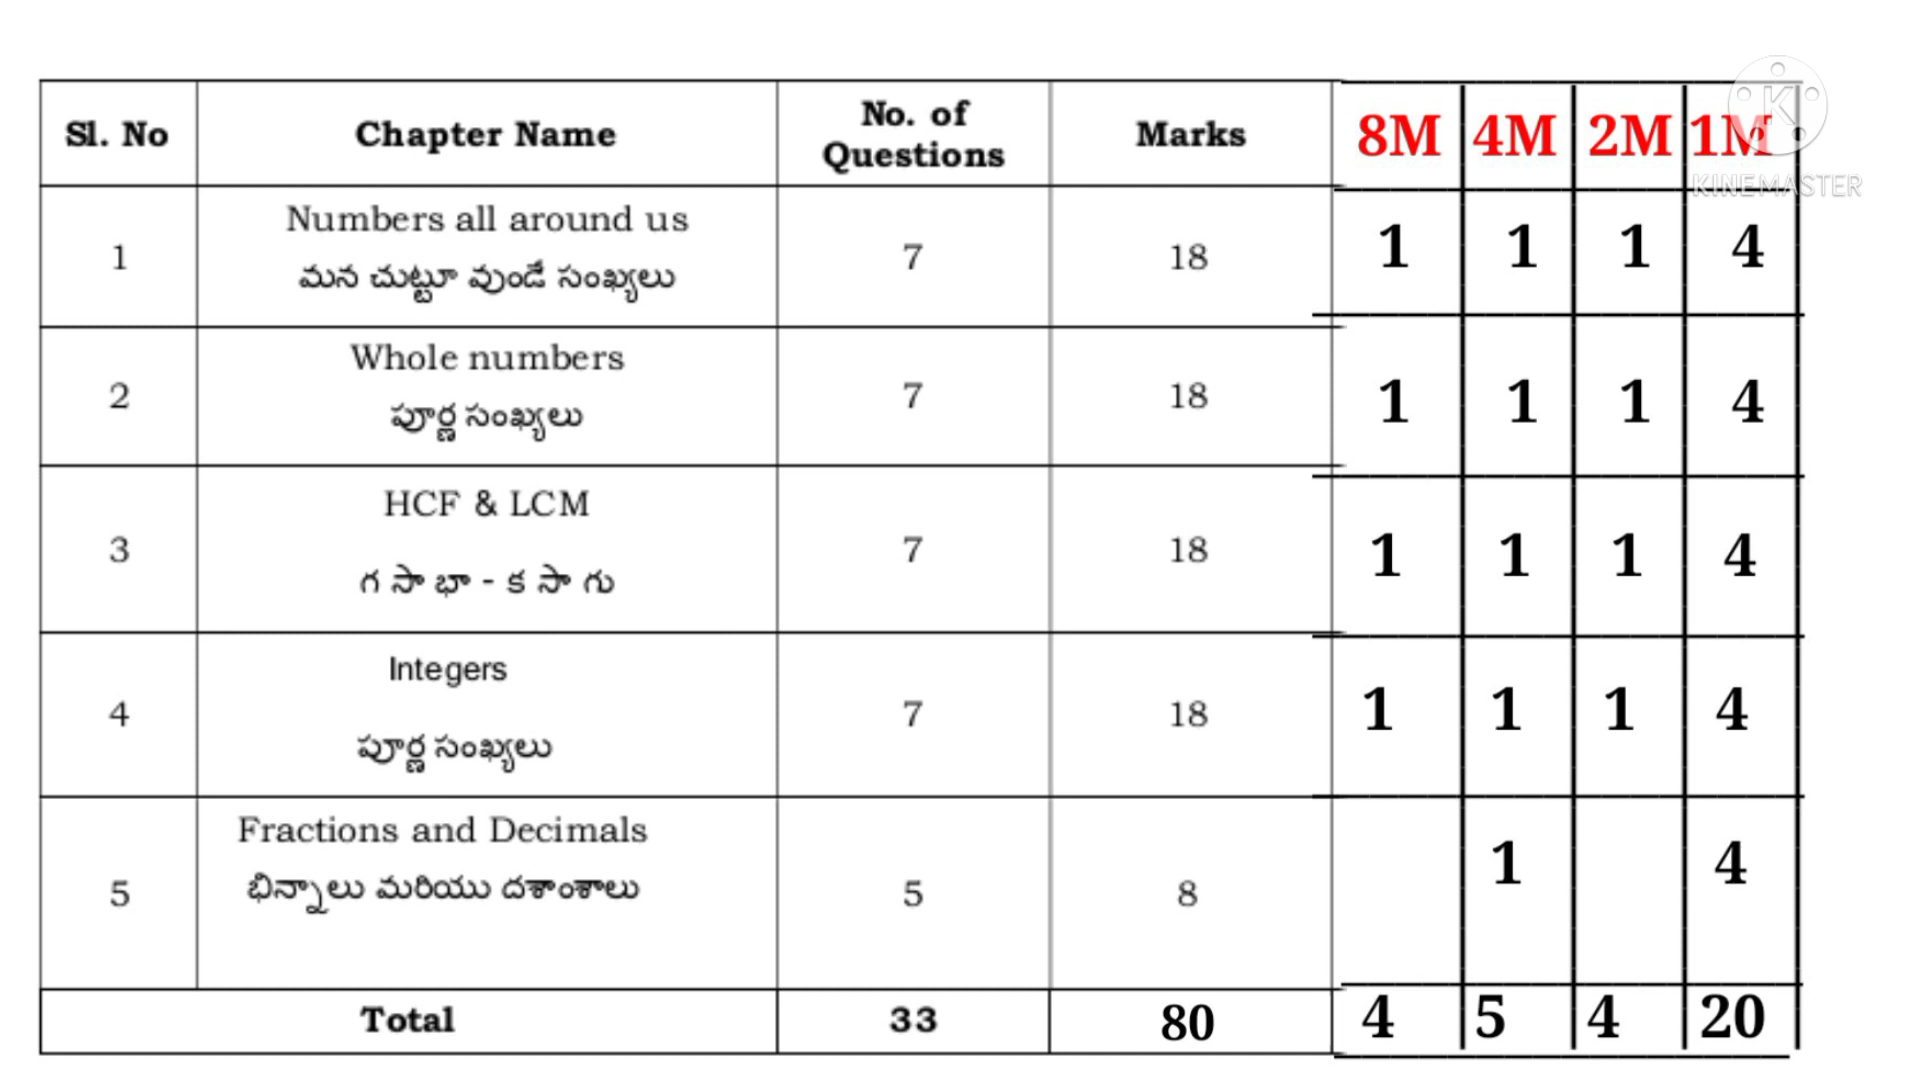 Sl. No Chapter Name No. of Questions Marks 8M 4M 2M 1M
KINEMASTER
1 Numbers all around us 7 18 1 1 1 4
మన చుట్టూ వుండే సంఖ్యలు
2 Whole numbers 7 18 1 1 1 4
పూర్ణ సంఖ్యలు
3 HCF & LCM 7 18 1 1 1 4
గ సా భా - క సా గు
4 Integers 7 18 1 1 1 4
పూర్ణ సంఖ్యలు
5 Fractions and Decimals 5 8 1 4
భిన్నాలు మరియు దశాంశాలు
Total 33 80 4 5 4 20